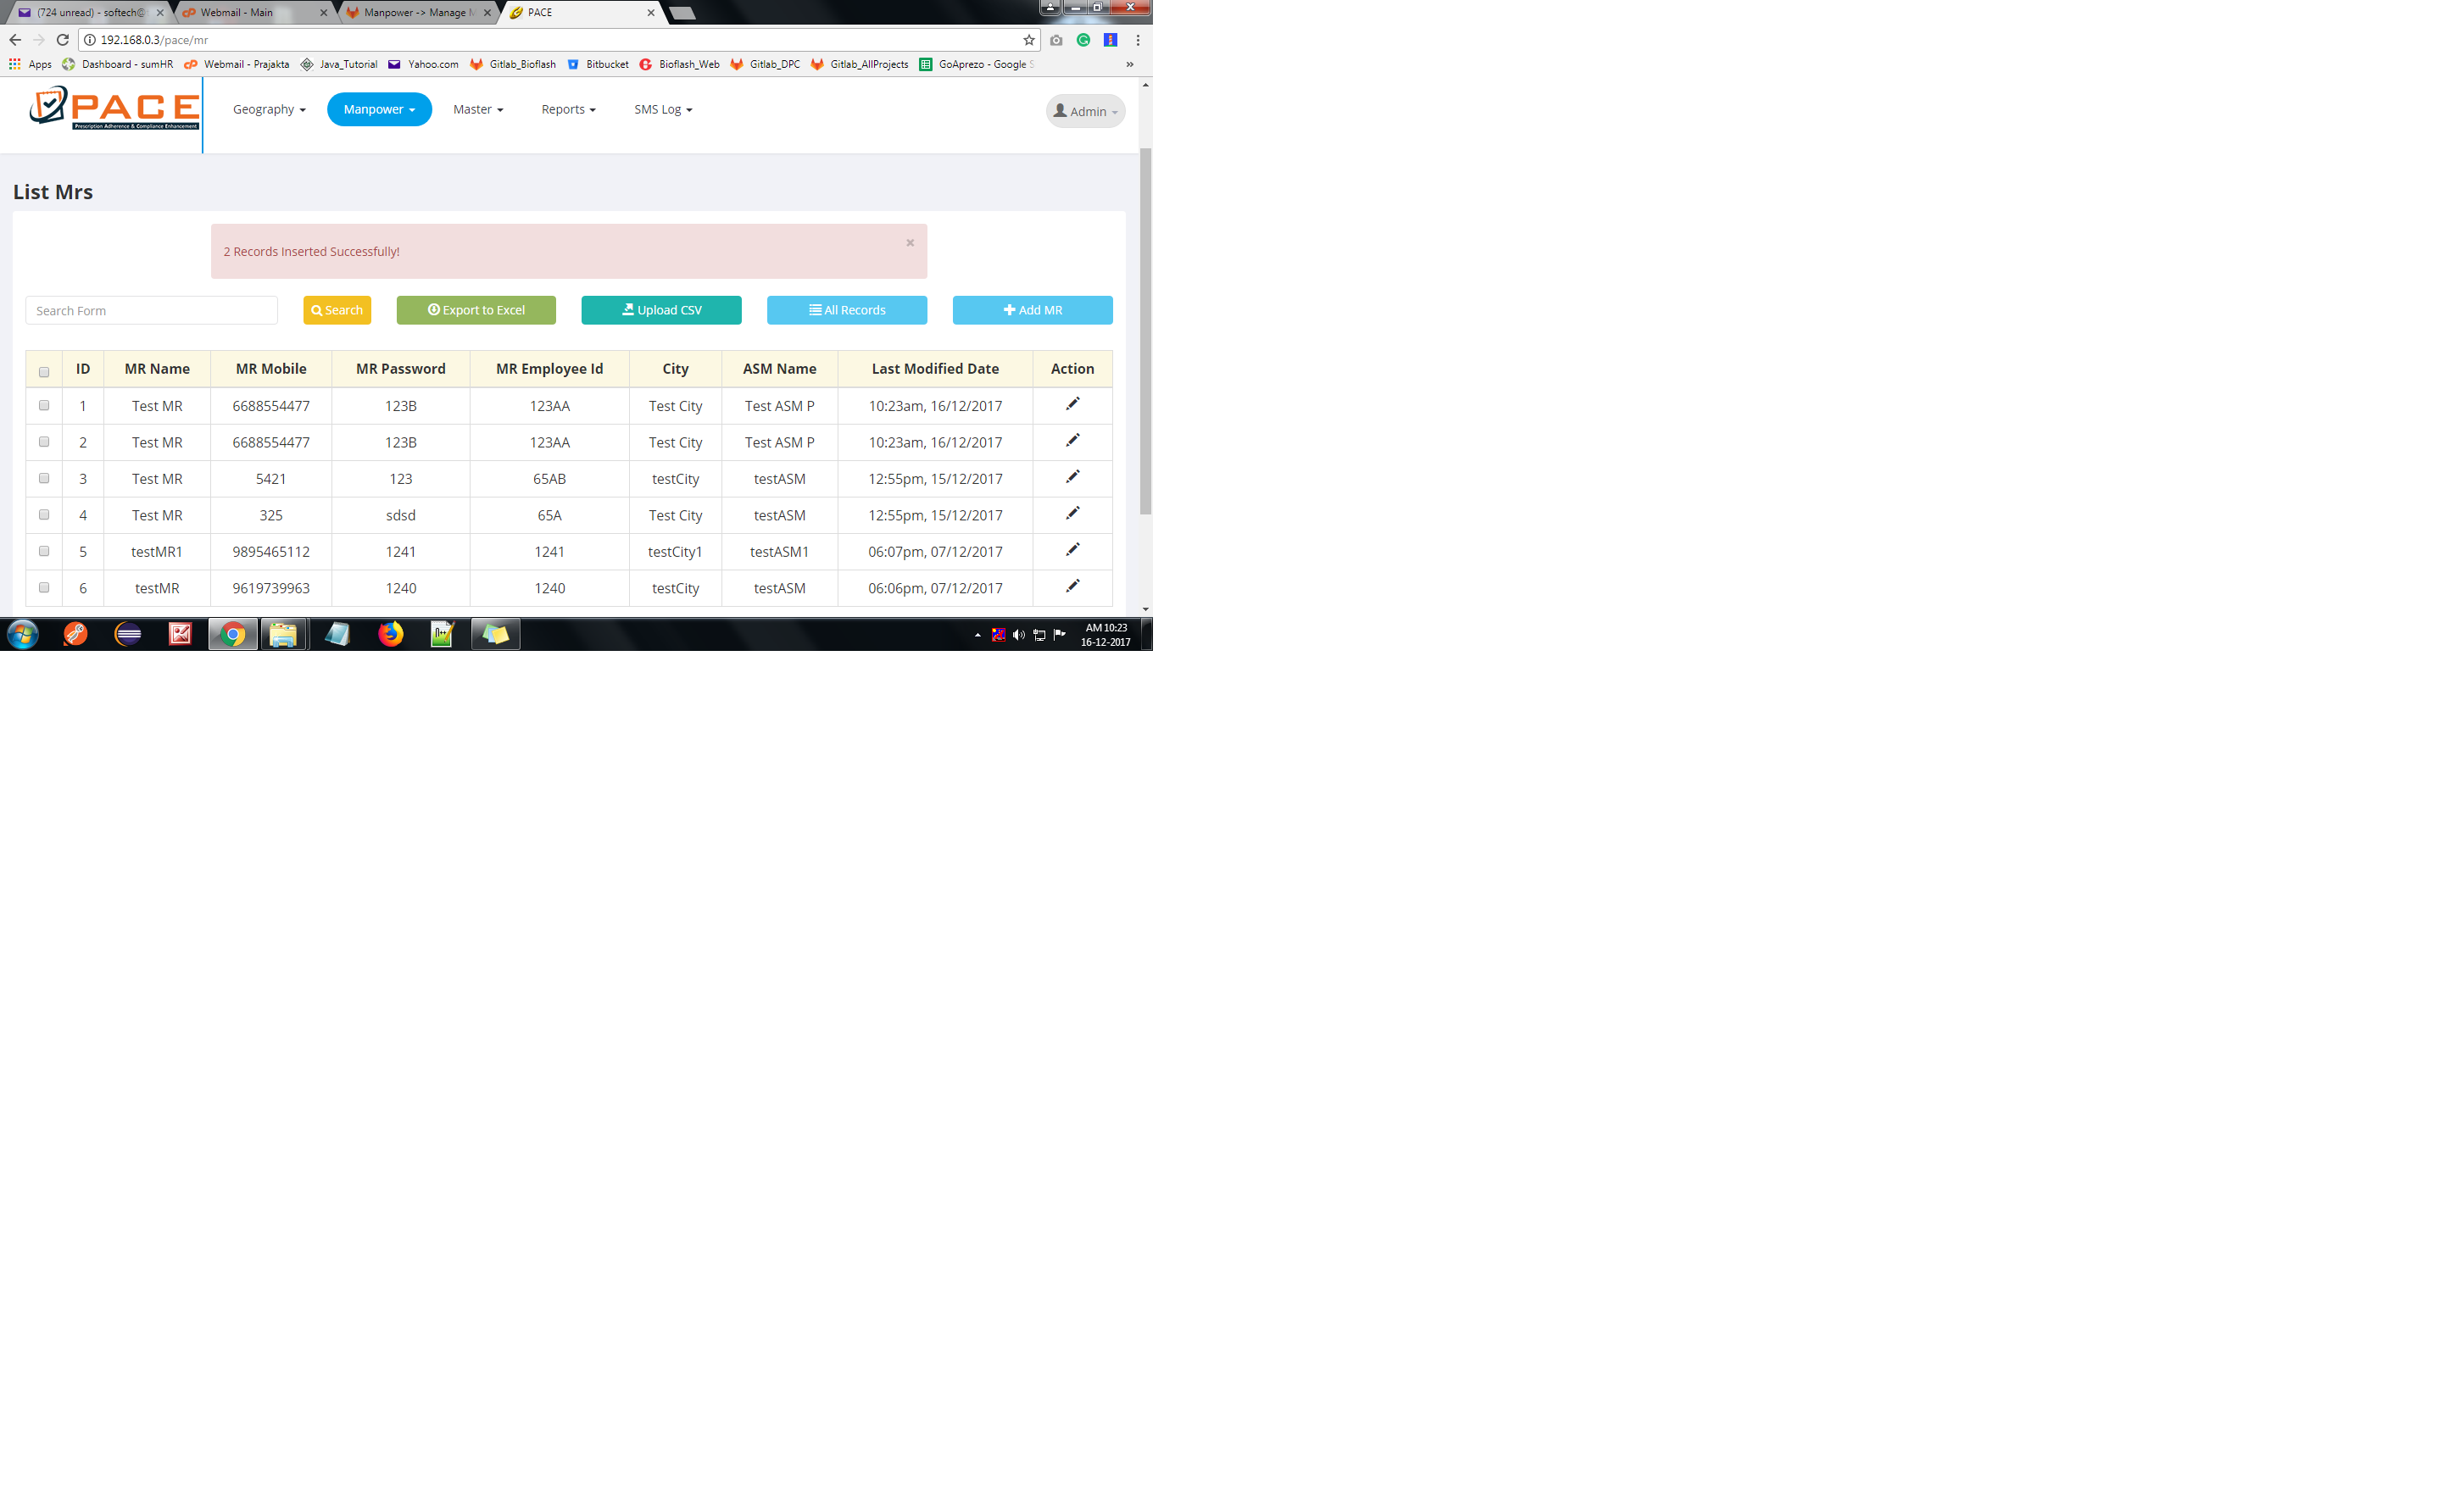 (724 unread) - softech@ Webmail - Main Manpower -> Manage M PACE
192.168.0.3/pace/mr
Apps Dashboard - sumHR Webmail - Prajakta Java_Tutorial Yahoo.com Gitlab_Bioflash Bitbucket Bioflash_Web Gitlab_DPC Gitlab_AllProjects GoAprezo - Google S »
PACE
Prescription Adherence & Compliance Enhancement
Geography Manpower Master Reports SMS Log Admin
List Mrs
2 Records Inserted Successfully! ×
Search Form Search Export to Excel Upload CSV All Records Add MR
ID MR Name MR Mobile MR Password MR Employee Id City ASM Name Last Modified Date Action
1 Test MR 6688554477 123B 123AA Test City Test ASM P 10:23am, 16/12/2017
2 Test MR 6688554477 123B 123AA Test City Test ASM P 10:23am, 16/12/2017
3 Test MR 5421 123 65AB testCity testASM 12:55pm, 15/12/2017
4 Test MR 325 sdsd 65A Test City testASM 12:55pm, 15/12/2017
5 testMR1 9895465112 1241 1241 testCity1 testASM1 06:07pm, 07/12/2017
6 testMR 9619739963 1240 1240 testCity testASM 06:06pm, 07/12/2017
AM 10:23
16-12-2017